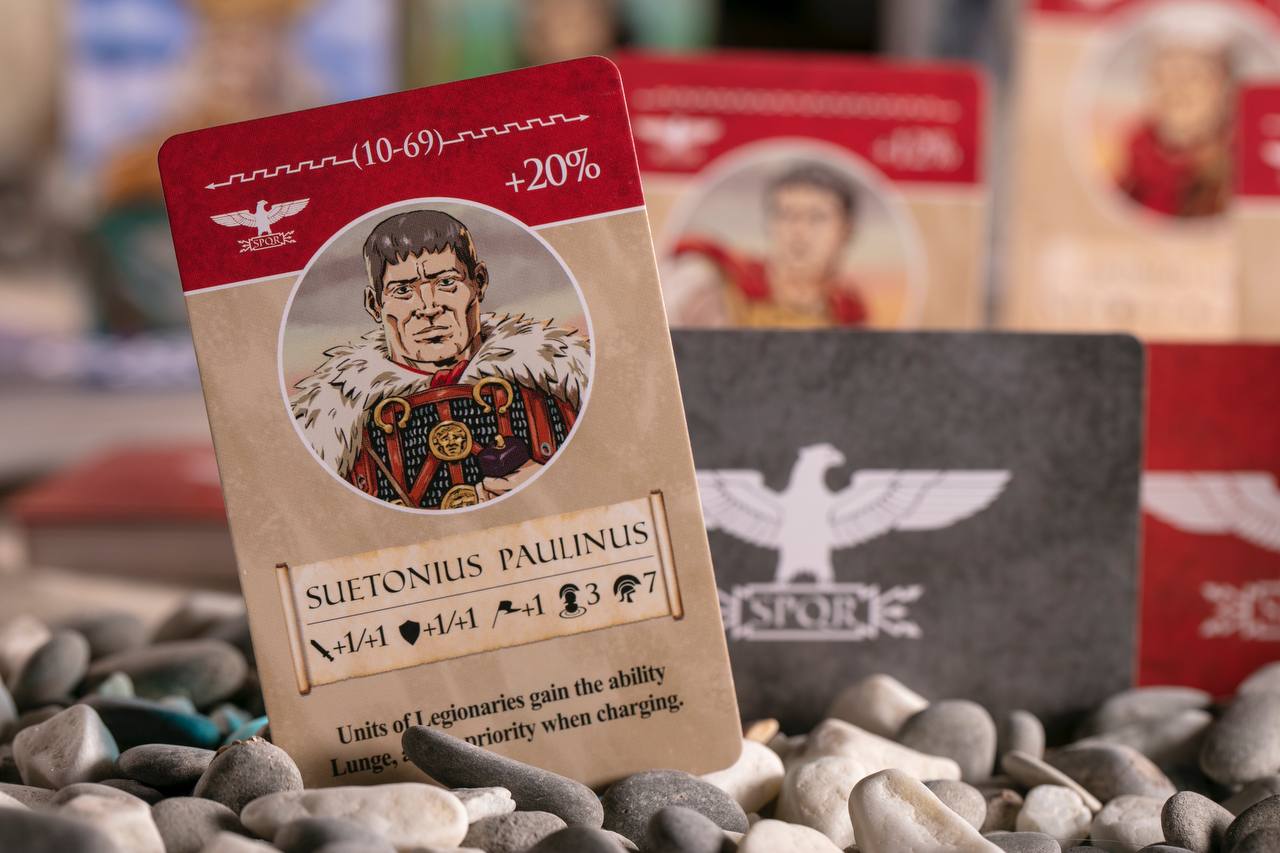 (10-69)
+20%
SPQR
SUETONIUS PAULINUS
+1/+1 +1/+1 +1 3 7
Units of Legionaries gain the ability
Lunge, priority when charging.
SPQR